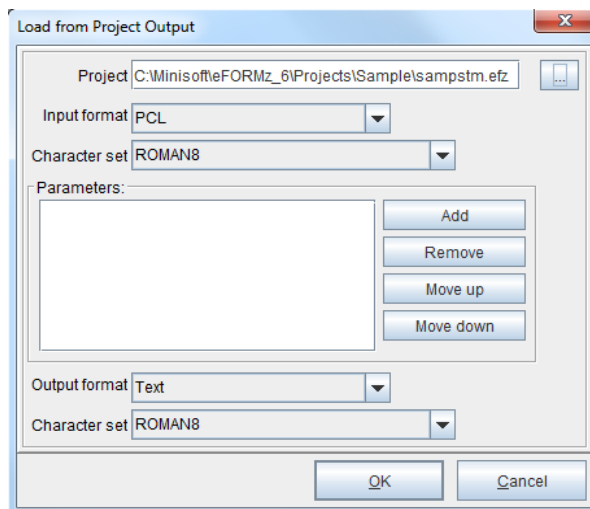 Load from Project Output
Project C:\Minisoft\eFORMz_6\Projects\Sample\sampstm.efz ...
Input format PCL
Character set ROMAN8
Parameters:
Add
Remove
Move up
Move down
Output format Text
Character set ROMAN8
OK Cancel